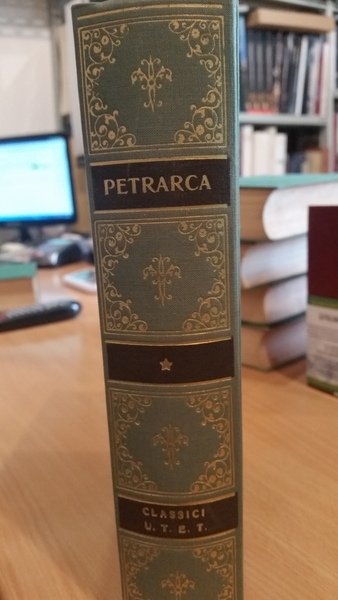 PETRARCA
CLASSICI
U. T. E. T.